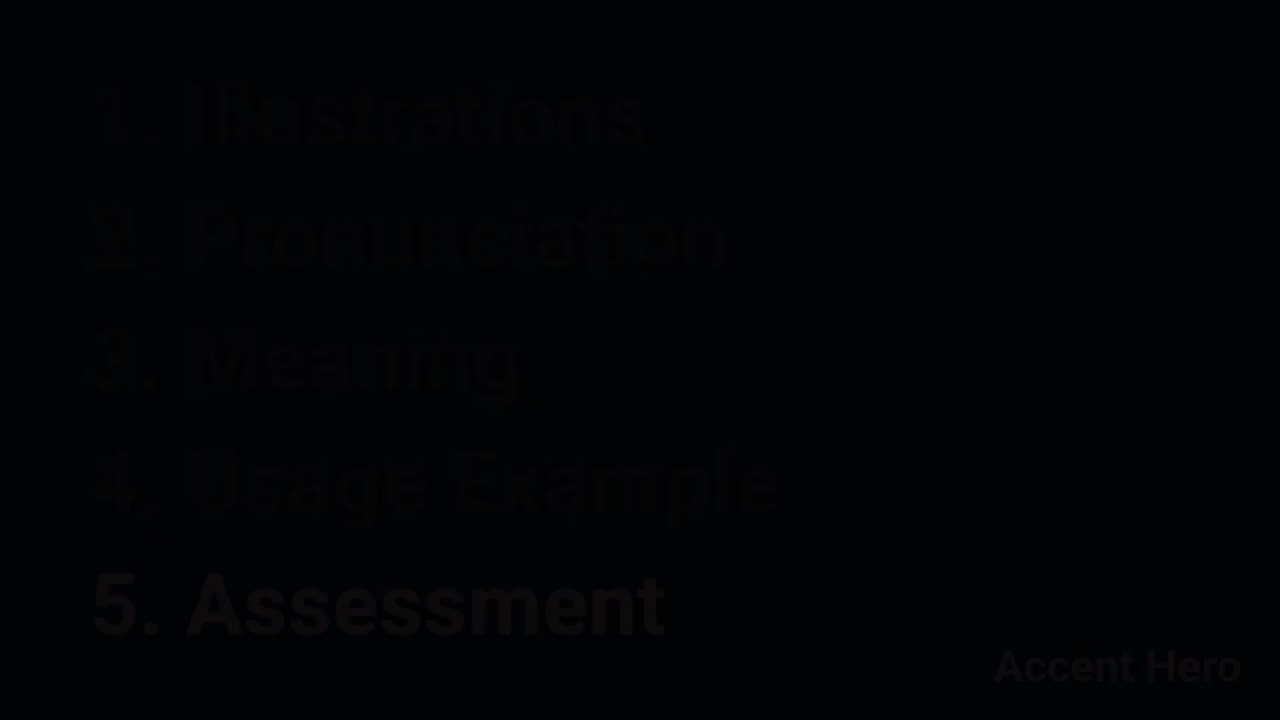 1. Illustrations
2. Pronunciation
3. Meaning
4. Usage Example
5. Assessment
Accent Hero